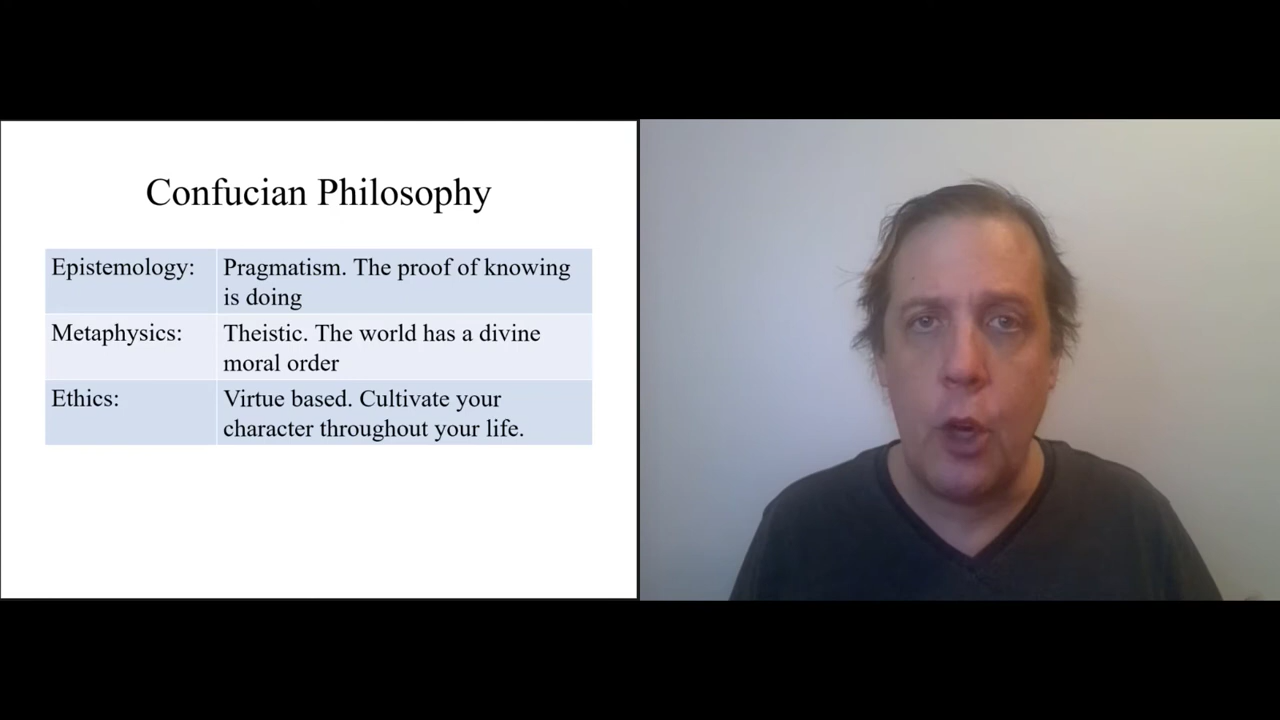 Confucian Philosophy
Epistemology:
Pragmatism. The proof of knowing
is doing
Metaphysics:
Theistic. The world has a divine
moral order
Ethics:
Virtue based. Cultivate your
character throughout your life.